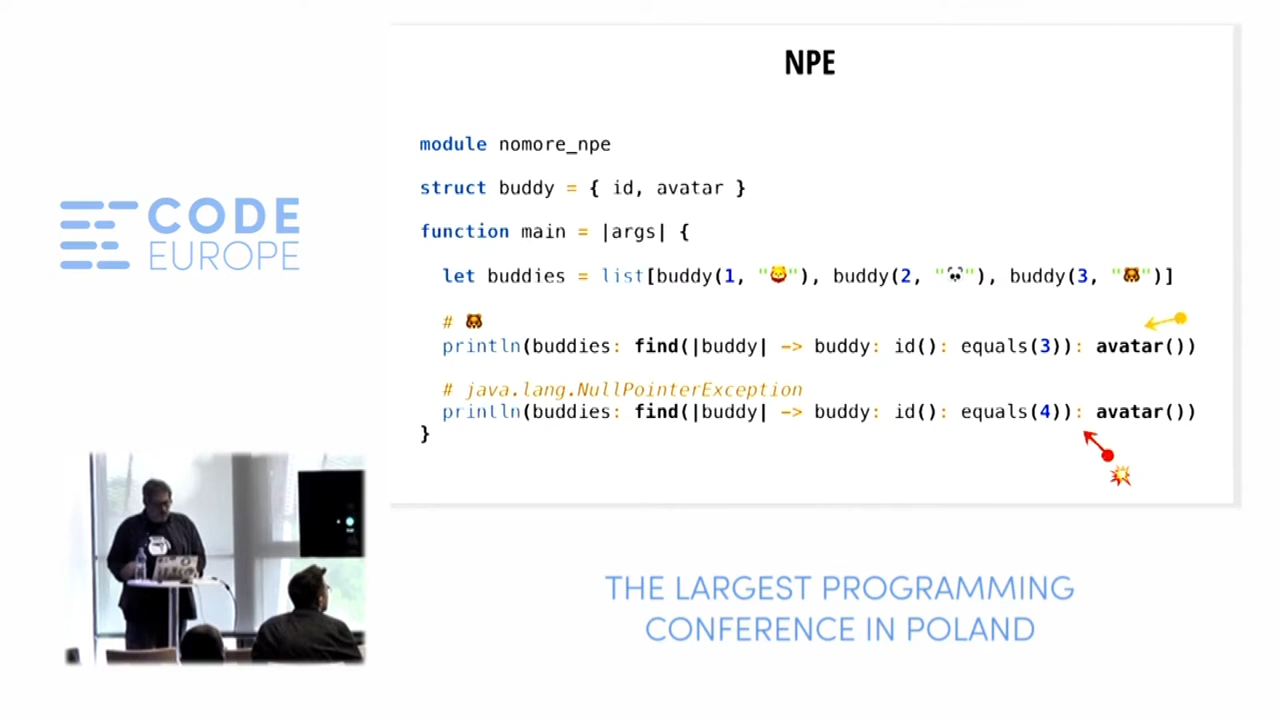 CODE
EUROPE
NPE
module nomore_npe
struct buddy = { id, avatar }
function main = |args| {
let buddies = list[buddy(1, "🦁"), buddy(2, "🐼"), buddy(3, "🐻")]
# 🐻
println(buddies: find(|buddy| -> buddy: id(): equals(3)): avatar())
# java.lang.NullPointerException
println(buddies: find(|buddy| -> buddy: id(): equals(4)): avatar())
}
THE LARGEST PROGRAMMING
CONFERENCE IN POLAND